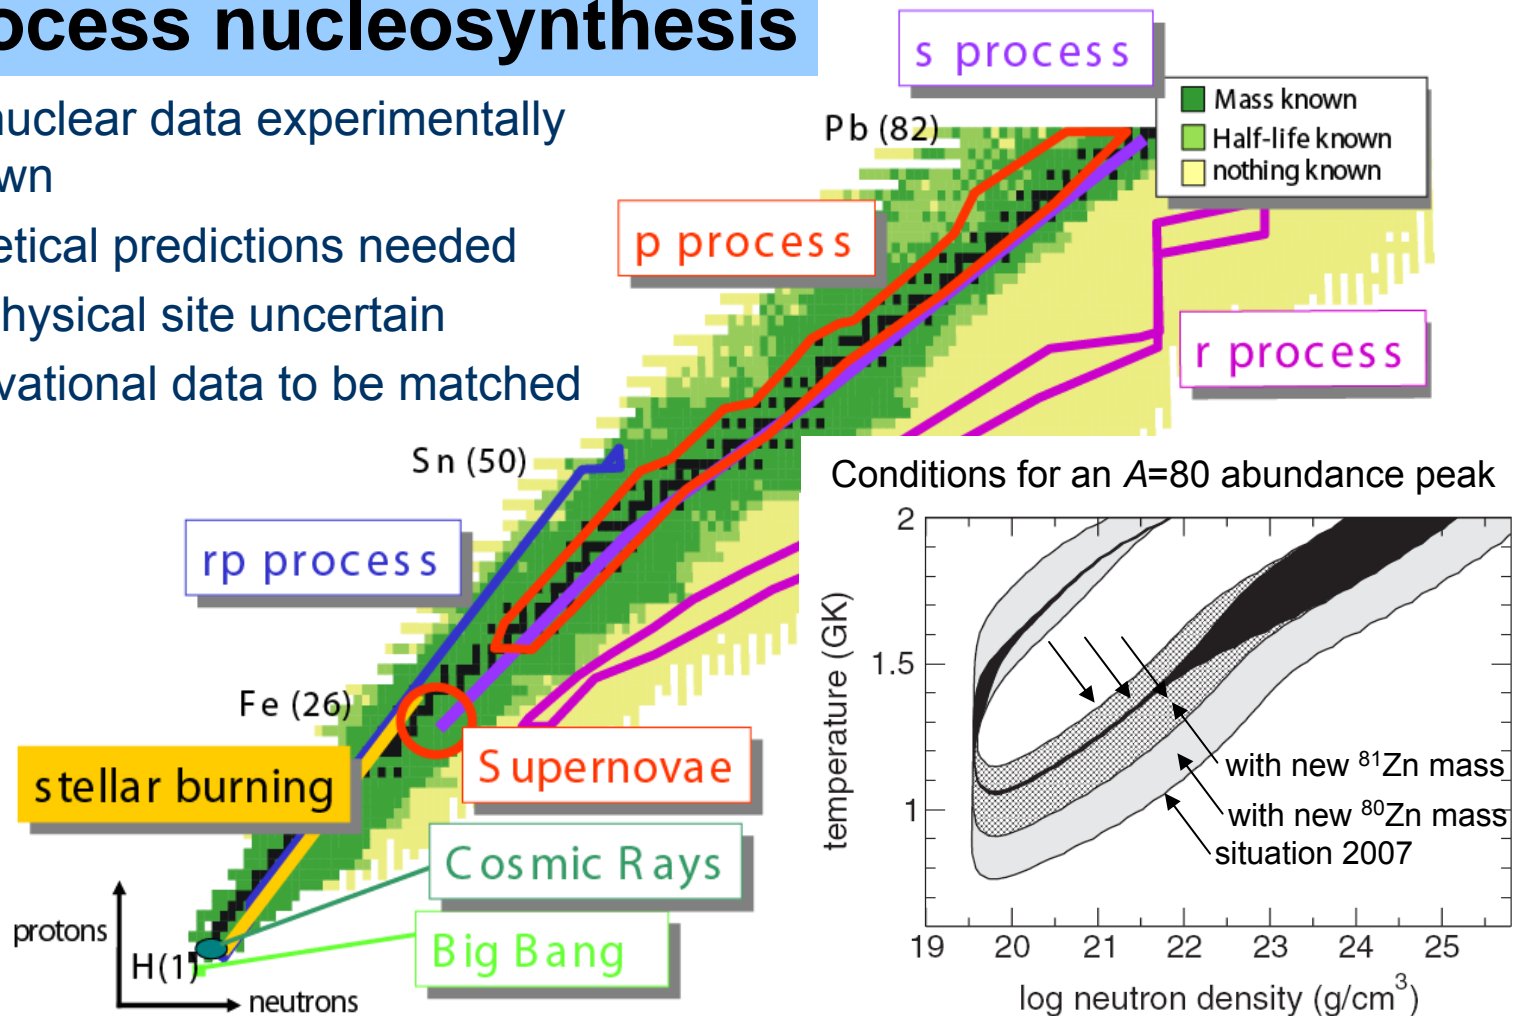 ocess nucleosynthesis
nuclear data experimentally
wn
etical predictions needed
hysical site uncertain
vational data to be matched
s process
Mass known
Half-life known
nothing known
Pb (82)
p process
r process
Sn (50)
rp process
Fe (26)
Supernovae
stellar burning
Cosmic Rays
Big Bang
protons
H(1)
neutrons
Conditions for an A=80 abundance peak
temperature (GK)
2
1.5
1
with new ⁸¹Zn mass
with new ⁸⁰Zn mass
situation 2007
19 20 21 22 23 24 25
log neutron density (g/cm³)